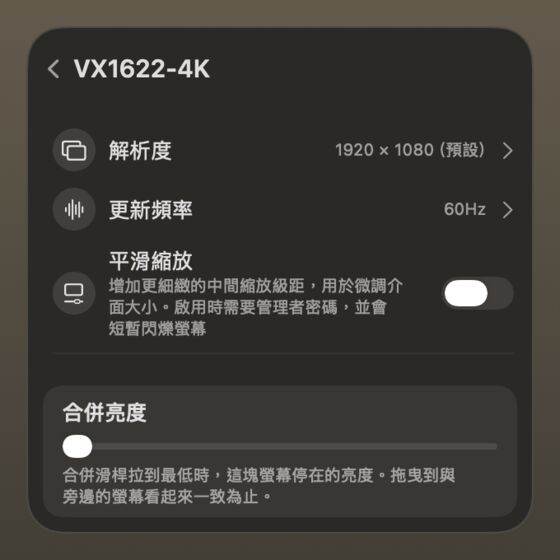 VX1622-4K
解析度 1920 × 1080 (預設)
更新頻率 60Hz
平滑縮放
增加更細緻的中間縮放級距，用於微調介
面大小。啟用時需要管理者密碼，並會
短暫閃爍螢幕
合併亮度
合併滑桿拉到最低時，這塊螢幕停在的亮度。拖曳到與
旁邊的螢幕看起來一致為止。